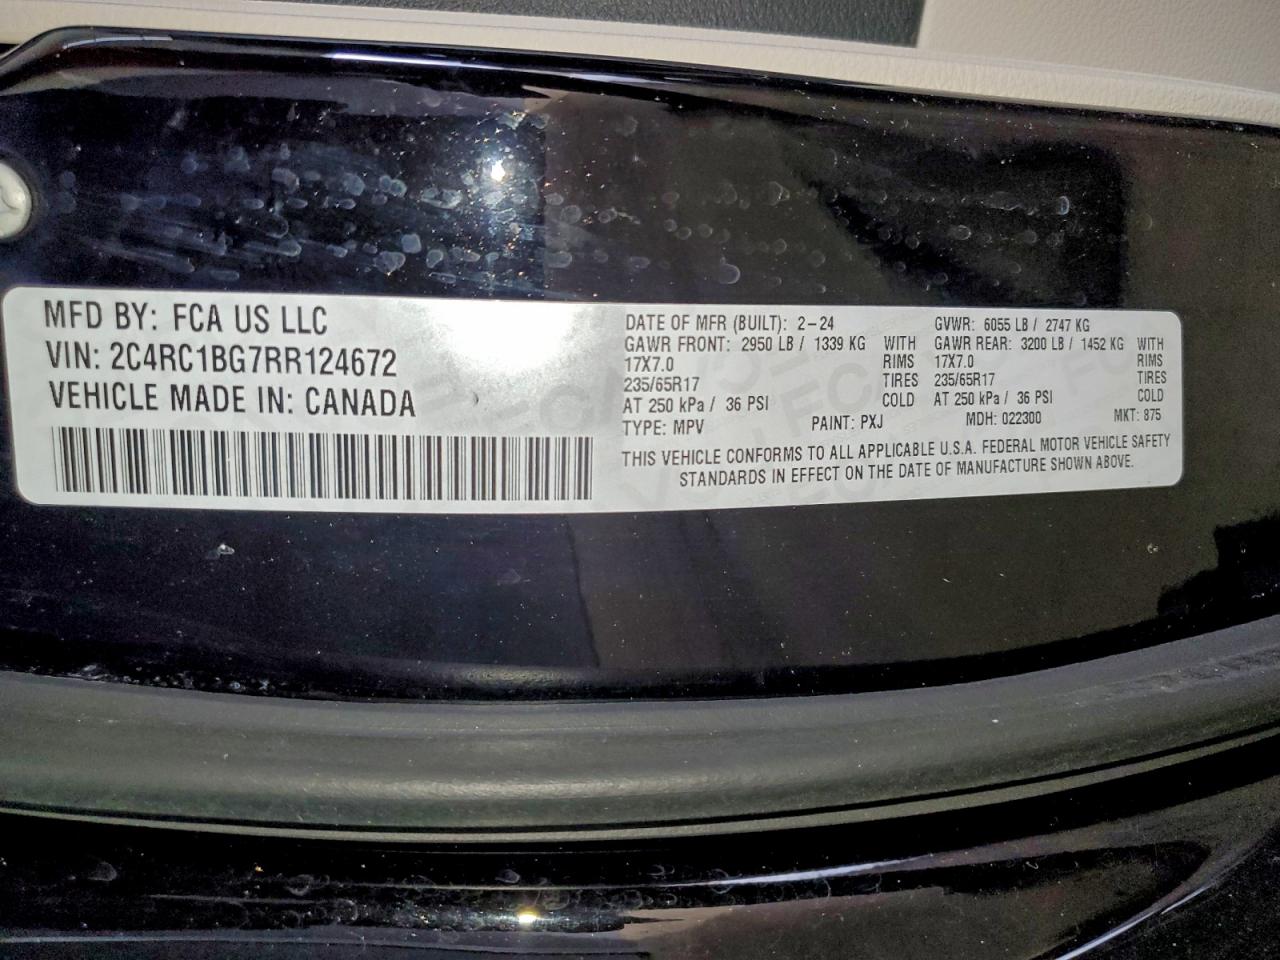 MFD BY: FCA US LLC
VIN: 2C4RC1BG7RR124672
VEHICLE MADE IN: CANADA
DATE OF MFR (BUILT): 2-24 GVWR: 6055 LB / 2747 KG
GAWR FRONT: 2950 LB / 1339 KG WITH GAWR REAR: 3200 LB / 1452 KG WITH
17X7.0 RIMS 17X7.0 RIMS
235/65R17 TIRES 235/65R17 TIRES
AT 250 kPa / 36 PSI COLD AT 250 kPa / 36 PSI COLD
TYPE: MPV PAINT: PXJ MDH: 022300 MKT: 875
THIS VEHICLE CONFORMS TO ALL APPLICABLE U.S.A. FEDERAL MOTOR VEHICLE SAFETY
STANDARDS IN EFFECT ON THE DATE OF MANUFACTURE SHOWN ABOVE.